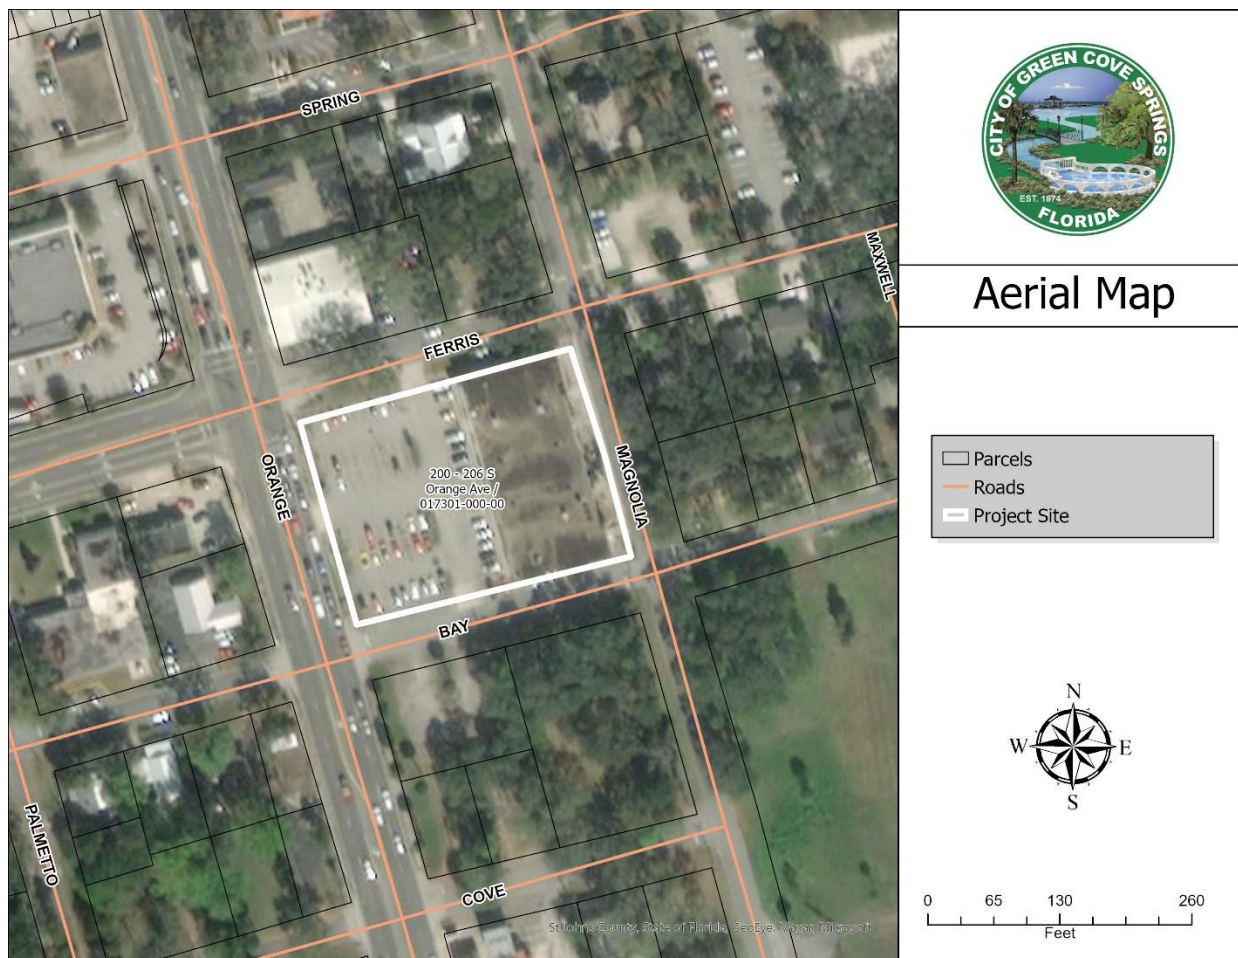 SPRING
MAXWELL
FERRIS
ORANGE
MAGNOLIA
200 - 206 S
Orange Ave /
017301-000-00
BAY
PALMETTO
COVE
St.Johns County, State of Florida, GeoEye, Maxar, Microsoft
CITY OF GREEN COVE SPRINGS
EST. 1874
FLORIDA
Aerial Map
Parcels
Roads
Project Site
N
W E
S
0 65 130 260
Feet